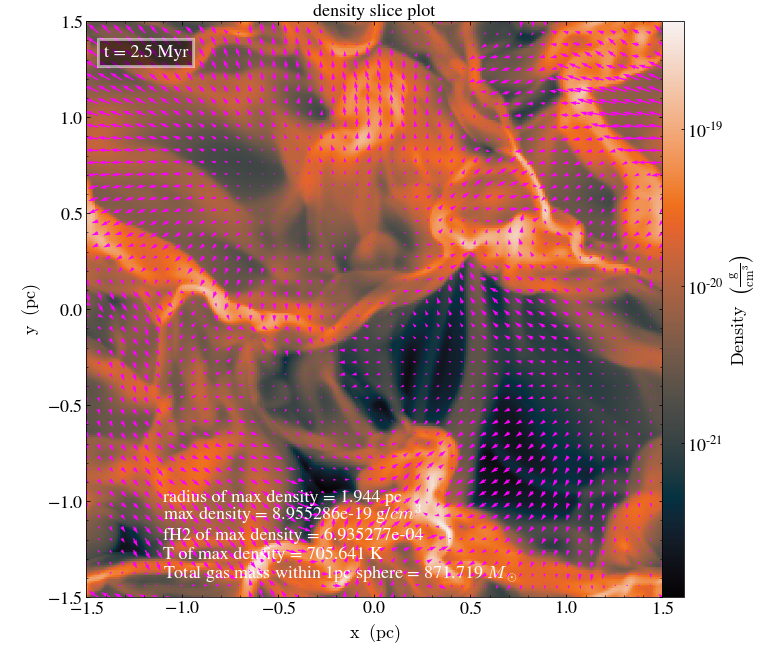 density slice plot
t = 2.5 Myr
1.5
1.0
0.5
0.0
−0.5
−1.0
−1.5
y (pc)
radius of max density = 1.944 pc
max density = 8.955286e-19 g/cm³
fH2 of max density = 6.935277e-04
T of max density = 705.641 K
Total gas mass within 1pc sphere = 871.719 M⊙
−1.5
−1.0
−0.5
0.0
0.5
1.0
1.5
x (pc)
10⁻¹⁹
10⁻²⁰
10⁻²¹
Density (g/cm³)